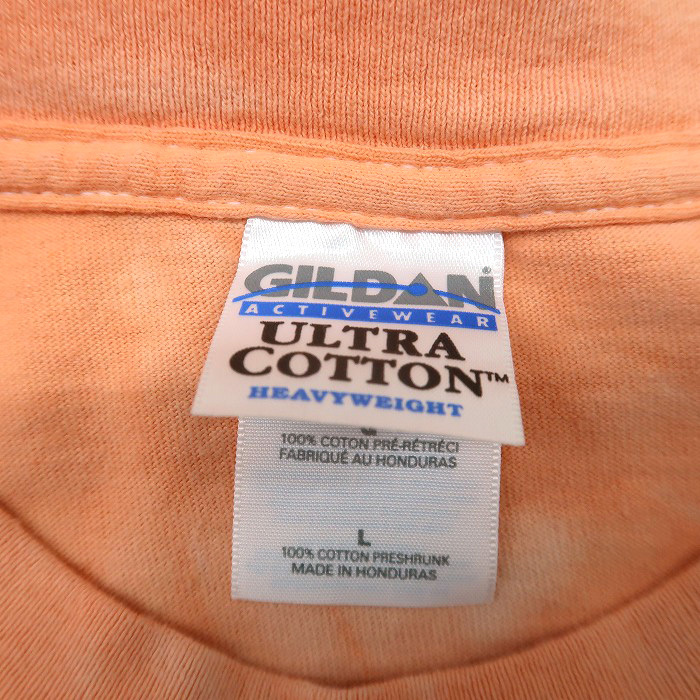 GILDAN®
ACTIVEWEAR
ULTRA
COTTON™
HEAVYWEIGHT
100% COTON PRÉ-RÉTRÉCI
FABRIQUÉ AU HONDURAS
L
100% COTTON PRESHRUNK
MADE IN HONDURAS